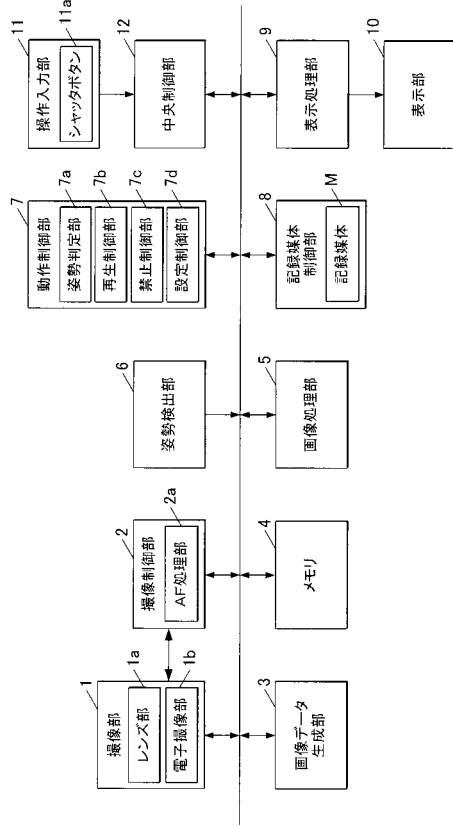 1
撮像部
1a
レンズ部
1b
電子撮像部
2
撮像制御部
2a
AF処理部
6
姿勢検出部
7
動作制御部
7a
姿勢判定部
7b
再生制御部
7c
禁止制御部
7d
設定制御部
11
操作入力部
11a
シャッタボタン
12
中央制御部
3
画像データ
生成部
4
メモリ
5
画像処理部
8
記録媒体
制御部
M
記録媒体
9
表示処理部
10
表示部